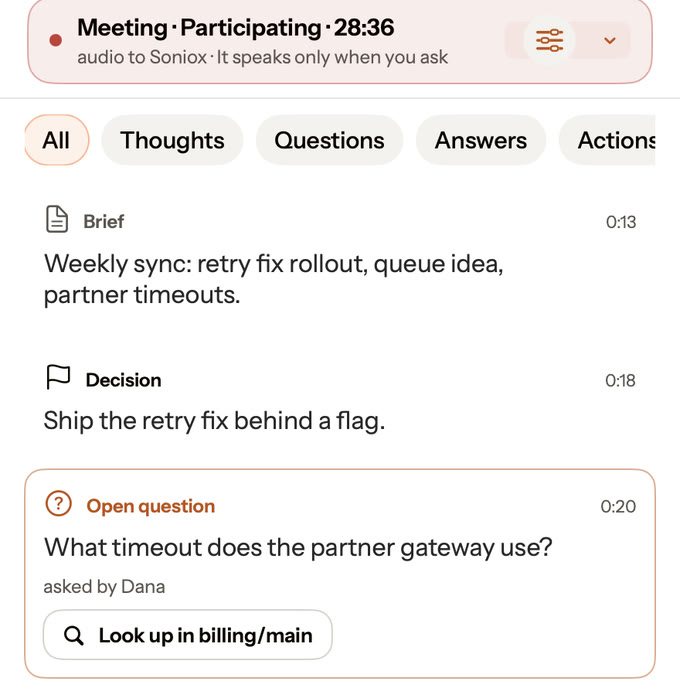 Meeting · Participating · 28:36
audio to Soniox · It speaks only when you ask
All Thoughts Questions Answers Actions
Brief 0:13
Weekly sync: retry fix rollout, queue idea,
partner timeouts.
Decision 0:18
Ship the retry fix behind a flag.
Open question 0:20
What timeout does the partner gateway use?
asked by Dana
Look up in billing/main